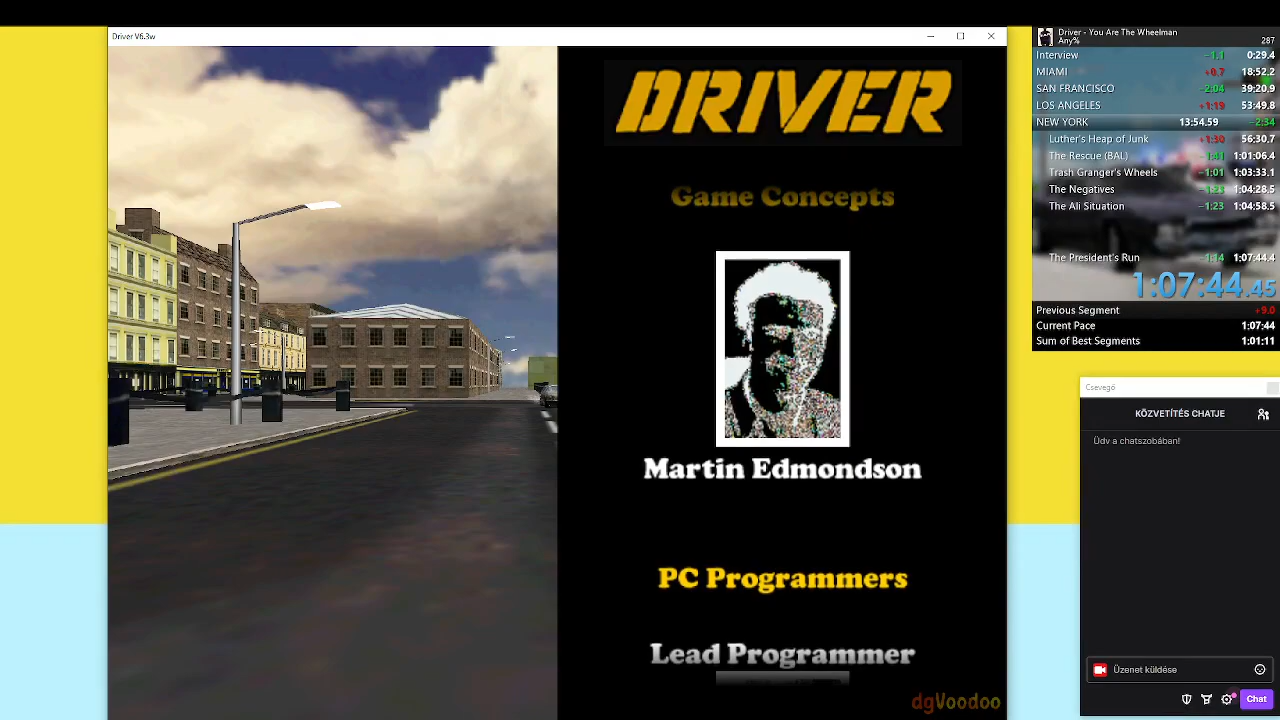 Driver V6.3w
DRIVER
Game Concepts
Martin Edmondson
PC Programmers
Lead Programmer
dgVoodoo
Driver - You Are The Wheelman
Any% 287
Interview -1.1 0:29.4
MIAMI +0.7 18:52.2
SAN FRANCISCO -2:04 39:20.9
LOS ANGELES +1:19 53:49.8
NEW YORK 13:54.59 -2:34
Luther's Heap of Junk +1:30 56:30.7
The Rescue (BAL) -1:41 1:01:06.4
Trash Granger's Wheels -1:01 1:03:33.1
The Negatives -1:23 1:04:28.5
The Ali Situation -1:23 1:04:58.5
The President's Run -1:14 1:07:44.4
1:07:44.45
Previous Segment +9.0
Current Pace 1:07:44
Sum of Best Segments 1:01:11
Csevegő
KÖZVETÍTÉS CHATJE
Üdv a chatszobában!
Üzenet küldése
Chat